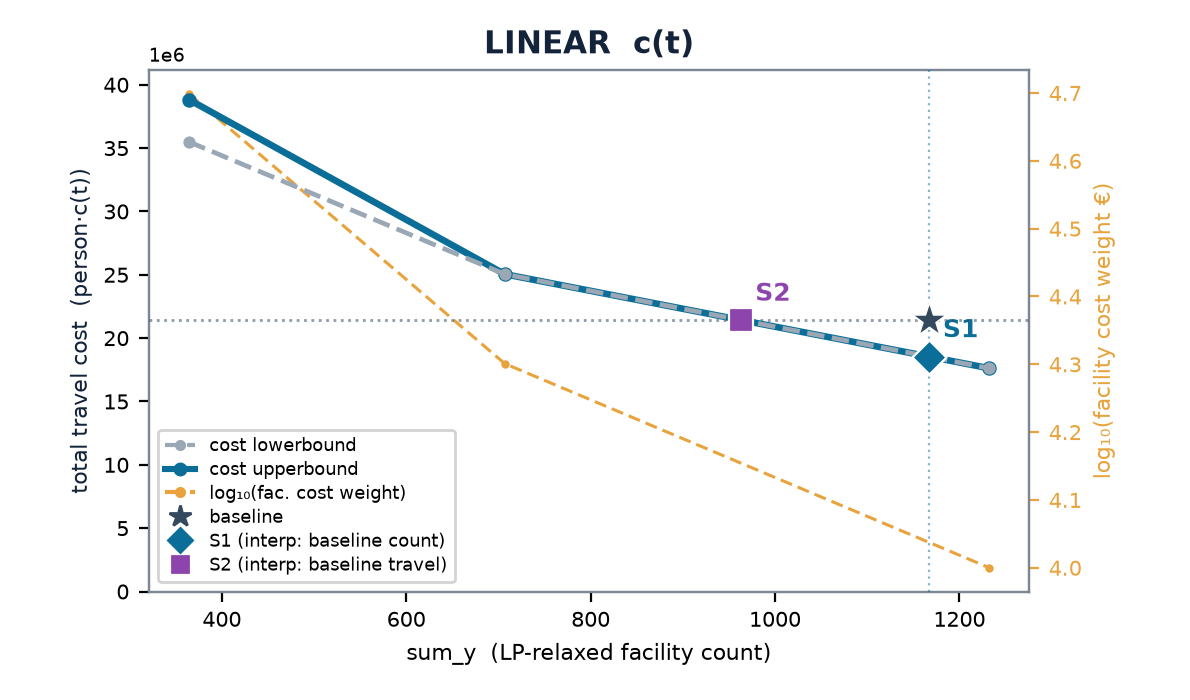 LINEAR c(t)
1e6
40
35
30
25
20
15
10
5
0
total travel cost (person·c(t))
400
600
800
1000
1200
sum_y (LP-relaxed facility count)
4.7
4.6
4.5
4.4
4.3
4.2
4.1
4.0
log₁₀(facility cost weight €)
S2
S1
cost lowerbound
cost upperbound
log₁₀(fac. cost weight)
baseline
S1 (interp: baseline count)
S2 (interp: baseline travel)